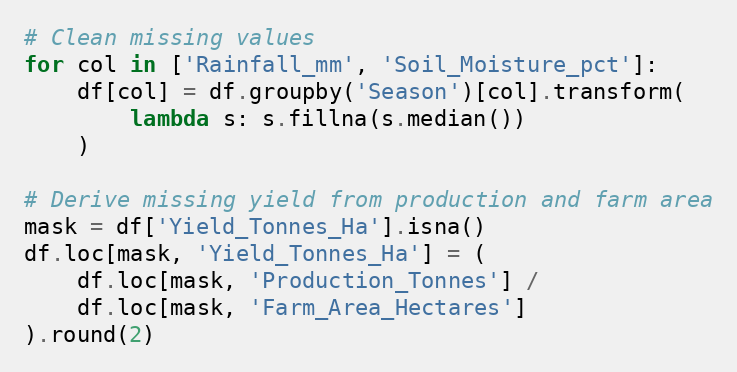 # Clean missing values
for col in ['Rainfall_mm', 'Soil_Moisture_pct']:
    df[col] = df.groupby('Season')[col].transform(
        lambda s: s.fillna(s.median())
    )

# Derive missing yield from production and farm area
mask = df['Yield_Tonnes_Ha'].isna()
df.loc[mask, 'Yield_Tonnes_Ha'] = (
    df.loc[mask, 'Production_Tonnes'] /
    df.loc[mask, 'Farm_Area_Hectares']
).round(2)